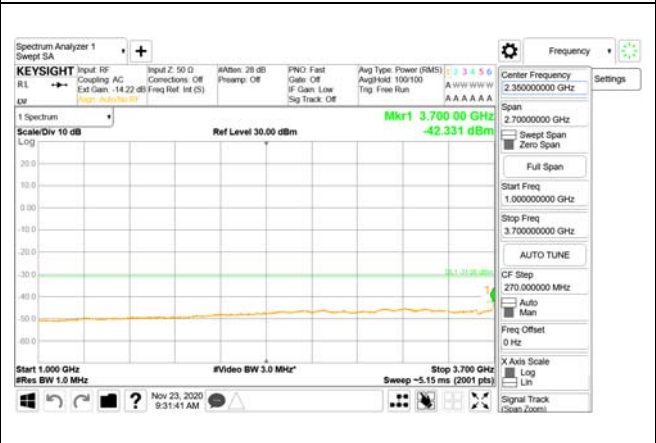 Spectrum Analyzer 1
Swept SA
+
Frequency
KEYSIGHT
RL
LXI
Input: RF
Coupling: AC
Ext Gain: -14.22 dB
Align: Auto/No RF
Input Z: 50 Ω
Corrections: Off
Freq Ref: Int (S)
#Atten: 28 dB
Preamp: Off
PNO: Fast
Gate: Off
IF Gain: Low
Sig Track: Off
Avg Type: Power (RMS)
Avg|Hold: 100/100
Trig: Free Run
1 2 3 4 5 6
A W W W W W
A A A A A A
1 Spectrum
Scale/Div 10 dB
Ref Level 30.00 dBm
Mkr1 3.700 00 GHz
-42.331 dBm
Log
20.0
10.0
0.00
-10.0
-20.0
-30.0
-40.0
-50.0
-60.0
1
Start 1.000 GHz
#Res BW 1.0 MHz
#Video BW 3.0 MHz*
Stop 3.700 GHz
Sweep ~5.15 ms (2001 pts)
Nov 23, 2020
9:31:41 AM
?
Center Frequency
2.350000000 GHz
Settings
Span
2.70000000 GHz
Swept Span
Zero Span
Full Span
Start Freq
1.000000000 GHz
Stop Freq
3.700000000 GHz
AUTO TUNE
CF Step
270.000000 MHz
Auto
Man
Freq Offset
0 Hz
X Axis Scale
Log
Lin
Signal Track
(Span Zoom)